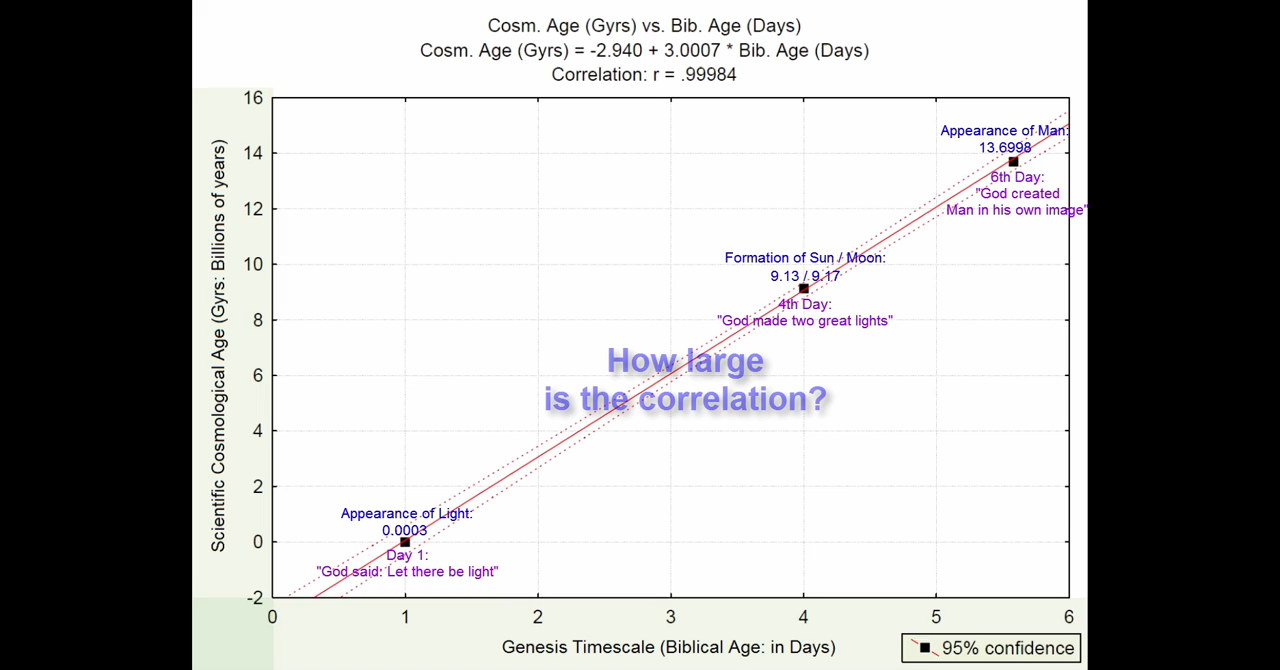 Cosm. Age (Gyrs) vs. Bib. Age (Days)
Cosm. Age (Gyrs) = -2.940 + 3.0007 * Bib. Age (Days)
Correlation: r = .99984
16
14
12
10
8
6
4
2
0
-2
Scientific Cosmological Age (Gyrs: Billions of years)
Appearance of Man:
13.6998
6th Day:
"God created
Man in his own image"
Formation of Sun / Moon:
9.13 / 9.17
4th Day:
"God made two great lights"
How large
is the correlation?
Appearance of Light:
0.0003
Day 1:
"God said: Let there be light"
0 1 2 3 4 5 6
Genesis Timescale (Biblical Age: in Days)
95% confidence